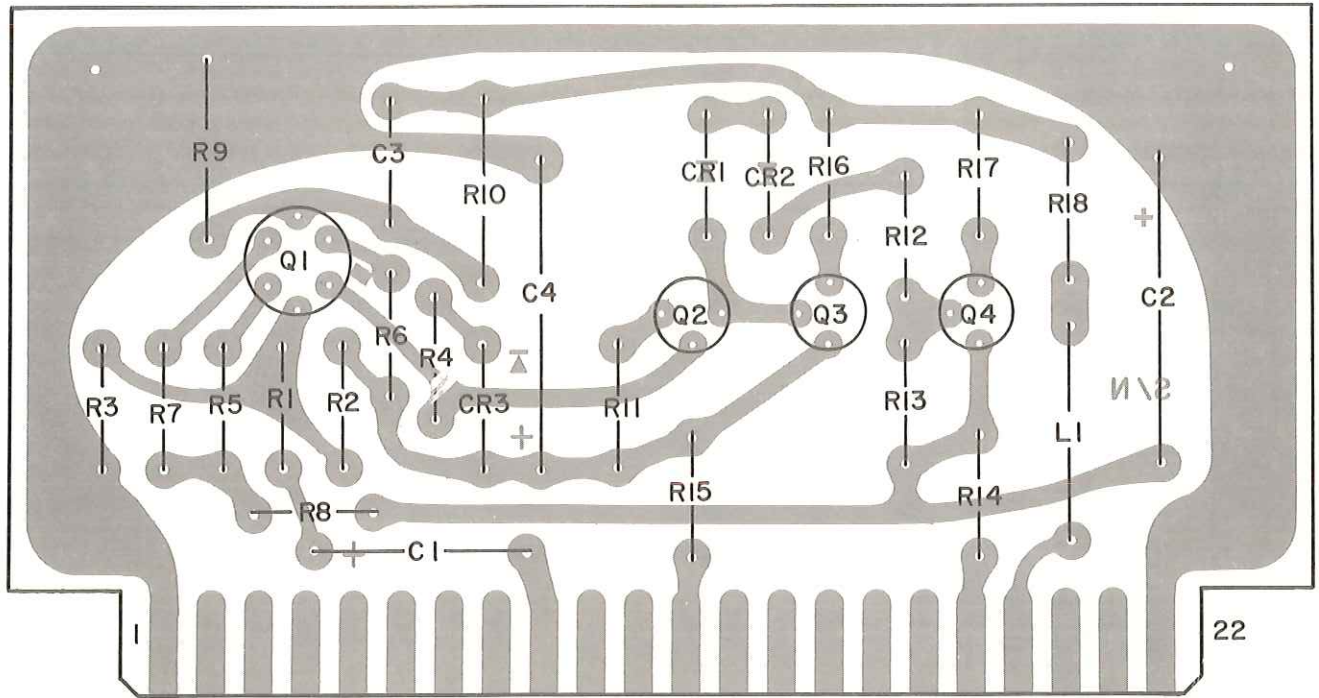 R9
C3
R10
CR1
CR2
R16
R17
R18
R12
+
Q1
C4
Q2
Q3
Q4
C2
R6
R4
R3
R7
R5
R1
R2
CR3
+
R11
R13
S/N
L1
R15
R14
R8
+
C1
1
22